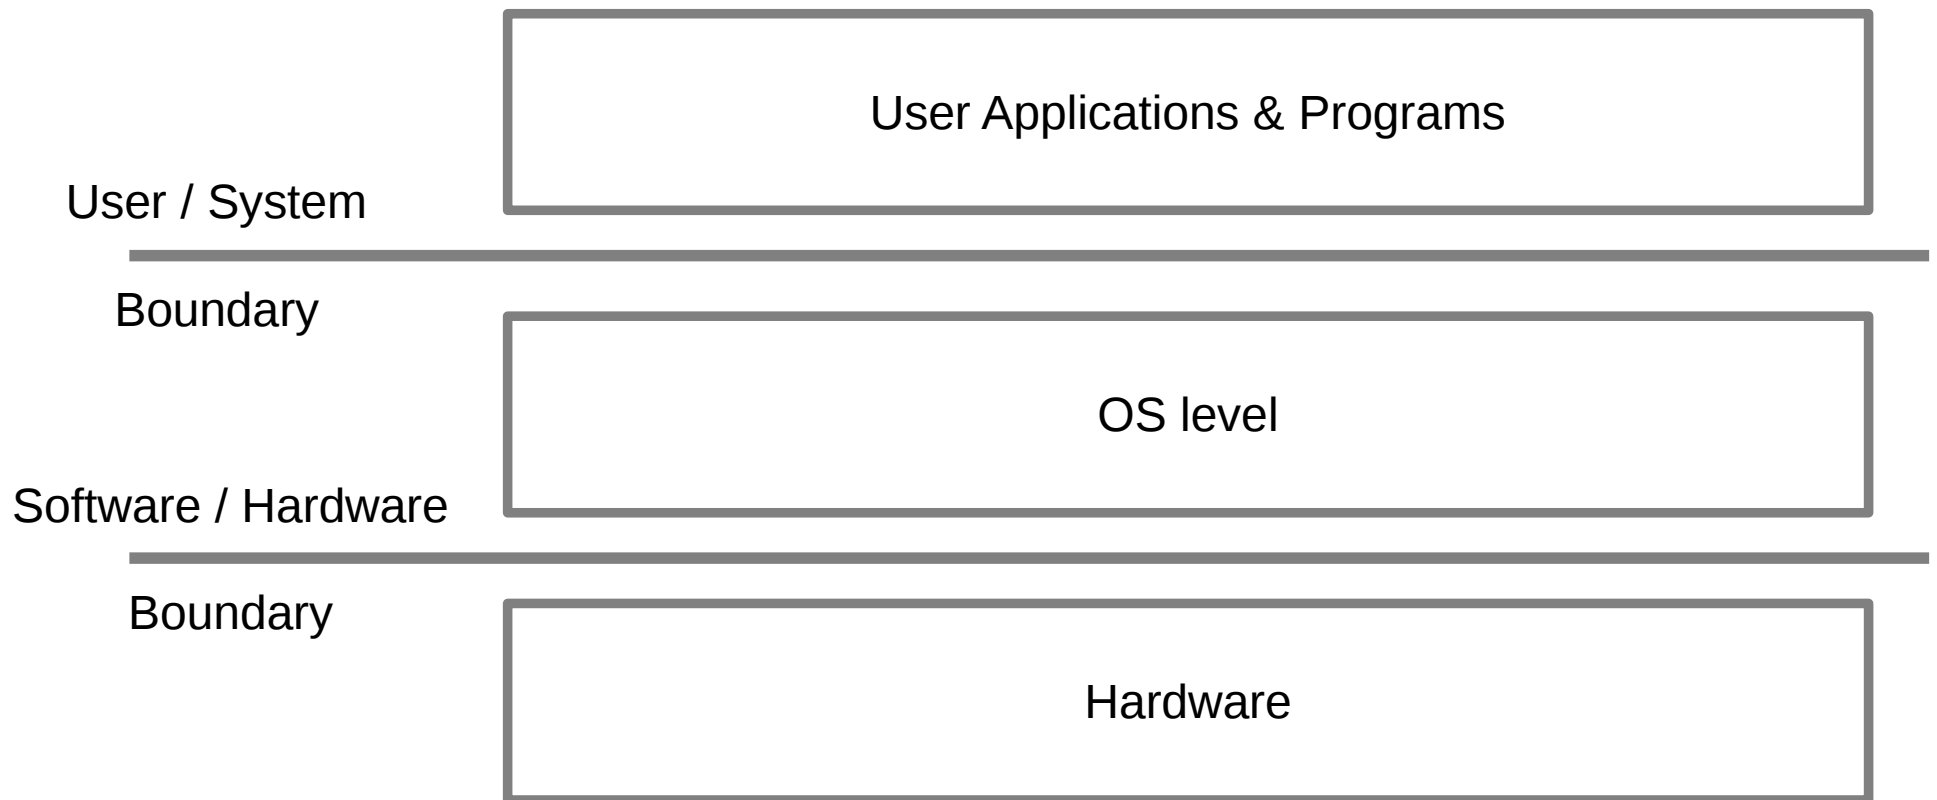 User Applications & Programs
User / System
Boundary
OS level
Software / Hardware
Boundary
Hardware